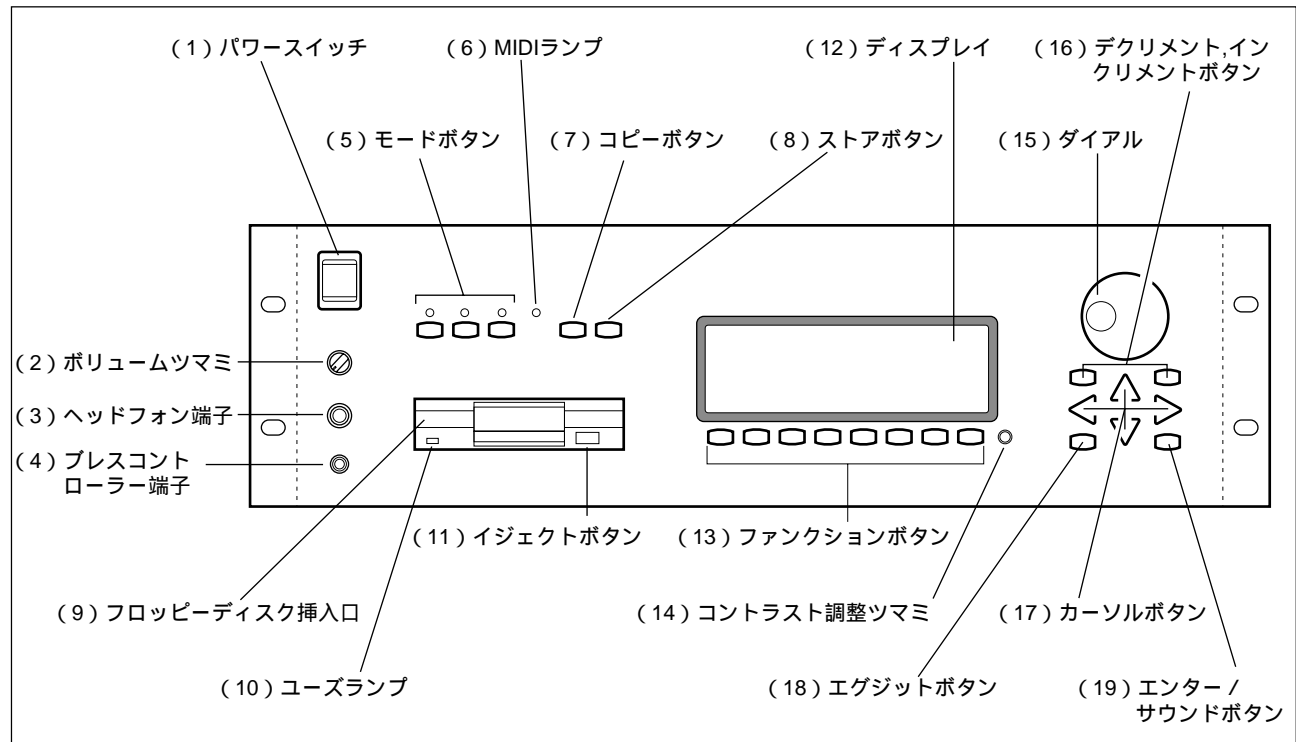 （1）パワースイッチ
（6）MIDIランプ
（12）ディスプレイ
（16）デクリメント,イン
クリメントボタン
（5）モードボタン
（7）コピーボタン
（8）ストアボタン
（15）ダイアル
（2）ボリュームツマミ
（3）ヘッドフォン端子
（4）ブレスコント
ローラー端子
（11）イジェクトボタン
（13）ファンクションボタン
（9）フロッピーディスク挿入口
（14）コントラスト調整ツマミ
（17）カーソルボタン
（10）ユーズランプ
（18）エグジットボタン
（19）エンター /
サウンドボタン